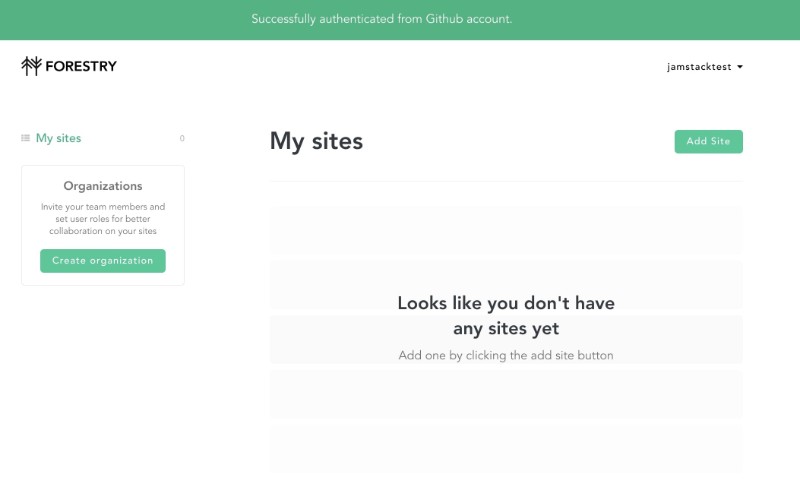 Successfully authenticated from Github account.
FORESTRY
jamstacktest
My sites
0
Organizations
Invite your team members and
set user roles for better
collaboration on your sites
Create organization
My sites
Add Site
Looks like you don't have
any sites yet
Add one by clicking the add site button